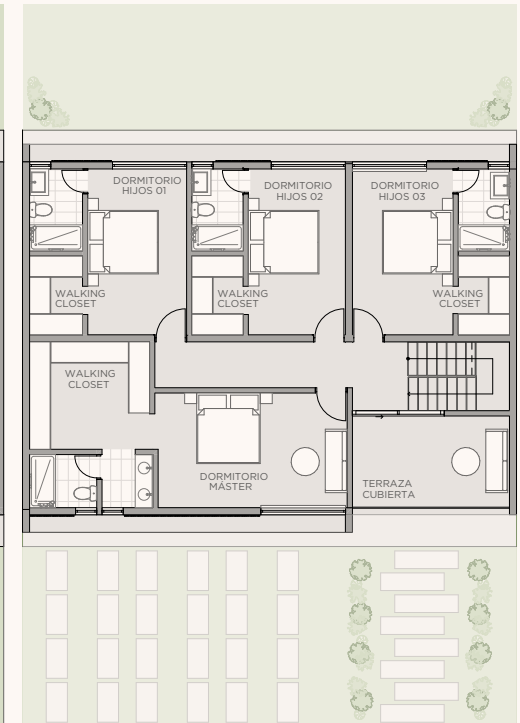 DORMITORIO
HIJOS 01
DORMITORIO
HIJOS 02
DORMITORIO
HIJOS 03
WALKING
CLOSET
WALKING
CLOSET
WALKING
CLOSET
WALKING
CLOSET
DORMITORIO
MÁSTER
TERRAZA
CUBIERTA